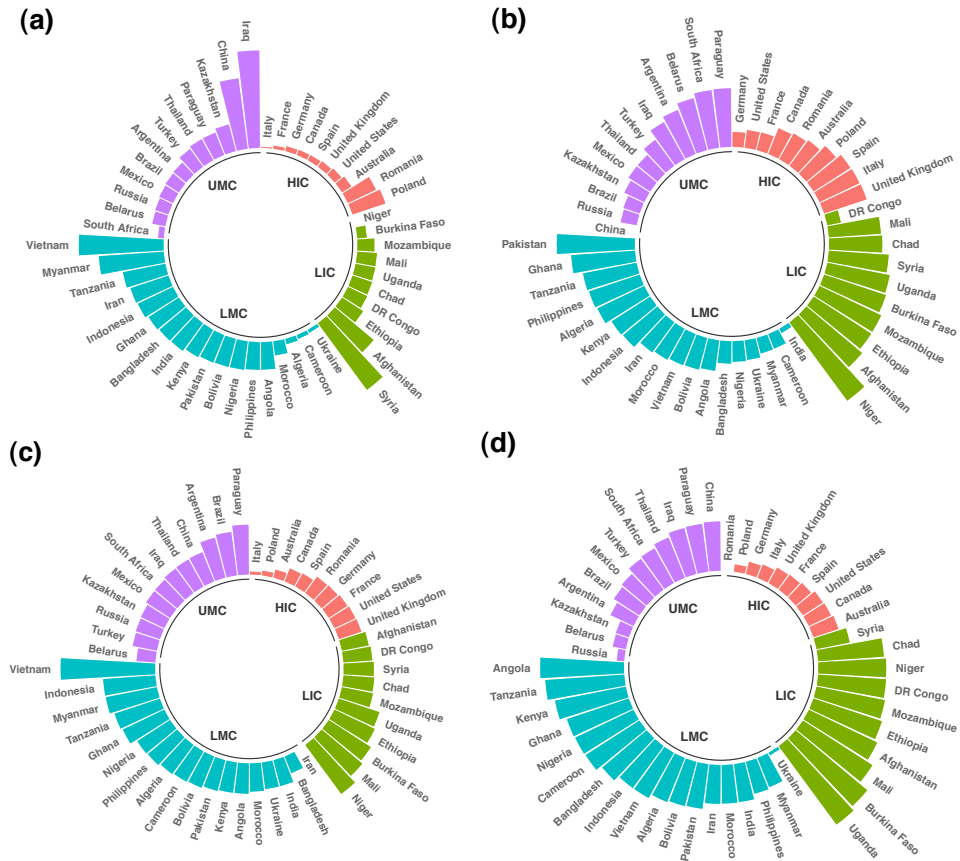 (a)
Italy
France
Germany
Canada
Spain
United Kingdom
United States
Australia
Romania
Poland
Niger
Burkina Faso
Mozambique
Mali
Uganda
Chad
DR Congo
Ethiopia
Afghanistan
Syria
Ukraine
Cameroon
Algeria
Morocco
Angola
Philippines
Nigeria
Bolivia
Pakistan
Kenya
India
Bangladesh
Ghana
Indonesia
Iran
Tanzania
Myanmar
Vietnam
South Africa
Belarus
Russia
Mexico
Brazil
Argentina
Turkey
Thailand
Paraguay
Kazakhstan
China
Iraq
UMC
HIC
LIC
LMC
(b)
Germany
United States
France
Canada
Romania
Australia
Poland
Spain
Italy
United Kingdom
DR Congo
Mali
Chad
Syria
Uganda
Burkina Faso
Mozambique
Ethiopia
Afghanistan
Niger
India
Cameroon
Myanmar
Ukraine
Nigeria
Bangladesh
Angola
Bolivia
Vietnam
Morocco
Iran
Indonesia
Kenya
Algeria
Philippines
Tanzania
Ghana
Pakistan
China
Russia
Brazil
Kazakhstan
Mexico
Thailand
Turkey
Iraq
Argentina
Belarus
South Africa
Paraguay
UMC
HIC
LIC
LMC
(c)
Italy
Poland
Australia
Canada
Spain
Romania
Germany
France
United States
United Kingdom
Afghanistan
DR Congo
Syria
Chad
Mozambique
Uganda
Ethiopia
Burkina Faso
Mali
Niger
Iran
Bangladesh
India
Ukraine
Morocco
Angola
Kenya
Pakistan
Bolivia
Cameroon
Algeria
Philippines
Nigeria
Ghana
Tanzania
Myanmar
Indonesia
Vietnam
Belarus
Turkey
Russia
Kazakhstan
Mexico
South Africa
Iraq
Thailand
China
Argentina
Brazil
Paraguay
UMC
HIC
LIC
LMC
(d)
Romania
Poland
Germany
Italy
United Kingdom
France
Spain
United States
Canada
Australia
Syria
Chad
Niger
DR Congo
Mozambique
Ethiopia
Afghanistan
Mali
Burkina Faso
Uganda
Ukraine
Myanmar
Philippines
India
Morocco
Iran
Pakistan
Bolivia
Algeria
Vietnam
Indonesia
Bangladesh
Cameroon
Nigeria
Ghana
Kenya
Tanzania
Angola
Russia
Belarus
Kazakhstan
Argentina
Brazil
Mexico
Turkey
South Africa
Thailand
Iraq
Paraguay
China
UMC
HIC
LIC
LMC